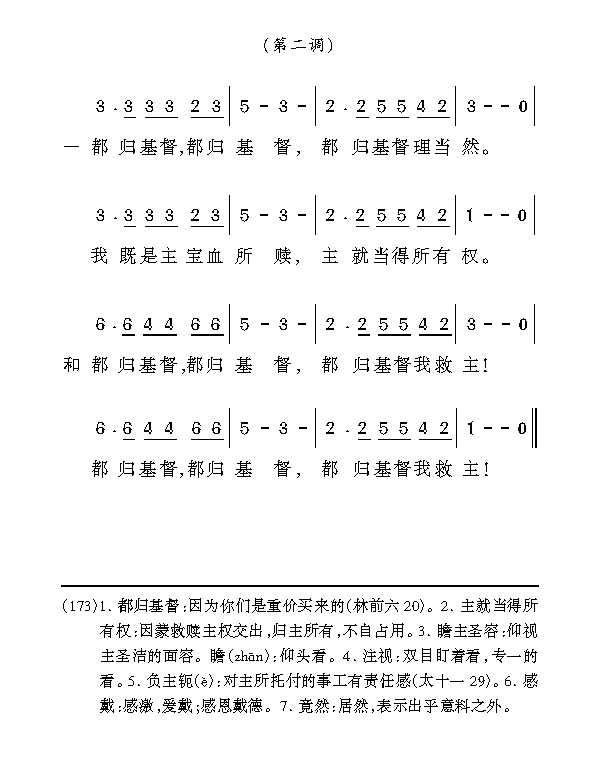 (第二调)
3 · 3 3 3 2 3 | 5 - 3 - | 2 · 2 5 5 4 2 | 3 - - 0 |
一 都 归基督,都归 基 督, 都 归基督理当 然。
3 · 3 3 3 2 3 | 5 - 3 - | 2 · 2 5 5 4 2 | 1 - - 0 |
我 既是主 宝血 所 赎, 主 就当得所有 权。
6 · 6 4 4 6 6 | 5 - 3 - | 2 · 2 5 5 4 2 | 3 - - 0 |
和 都 归基督,都归 基 督, 都 归基督我救 主!
6 · 6 4 4 6 6 | 5 - 3 - | 2 · 2 5 5 4 2 | 1 - - 0 ||
都 归基督,都归 基 督, 都 归基督我救 主!
(173)1. 都归基督:因为你们是重价买来的(林前六 20)。2. 主就当得所
有权:因蒙救赎主权交出,归主所有,不自占用。3. 瞻主圣容:仰视
主圣洁的面容。瞻(zhān):仰头看。4. 注视:双目盯着看,专一的
看。5. 负主轭(è):对主所托付的事工有责任感(太十一 29)。6. 感
戴:感激,爱戴;感恩戴德。7. 竟然:居然,表示出乎意料之外。